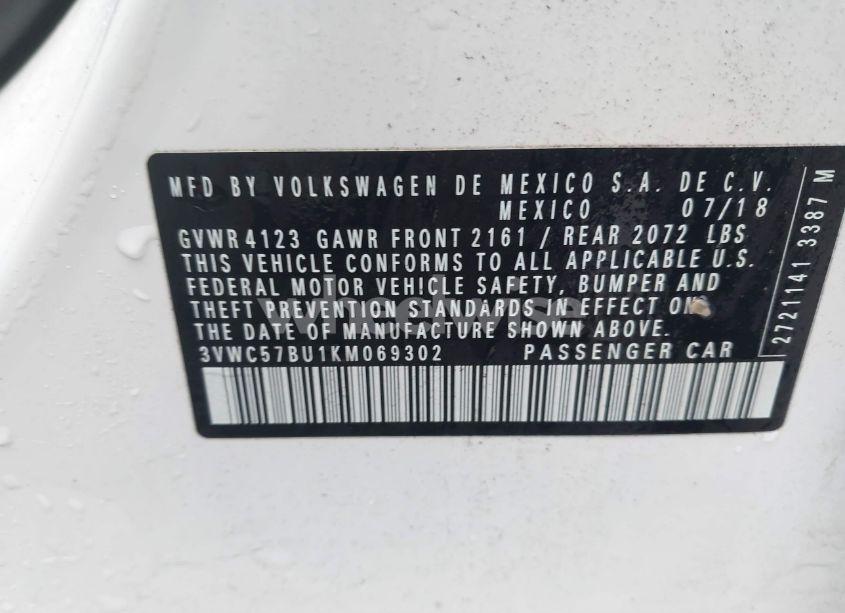 MFD BY VOLKSWAGEN DE MEXICO S.A. DE C.V.
MEXICO 07/18
GVWR 4123 GAWR FRONT 2161 / REAR 2072 LBS
THIS VEHICLE CONFORMS TO ALL APPLICABLE U.S.
FEDERAL MOTOR VEHICLE SAFETY, BUMPER AND
THEFT PREVENTION STANDARDS IN EFFECT ON
THE DATE OF MANUFACTURE SHOWN ABOVE.
3VWC57BU1KM069302 PASSENGER CAR
2721141 3387 M